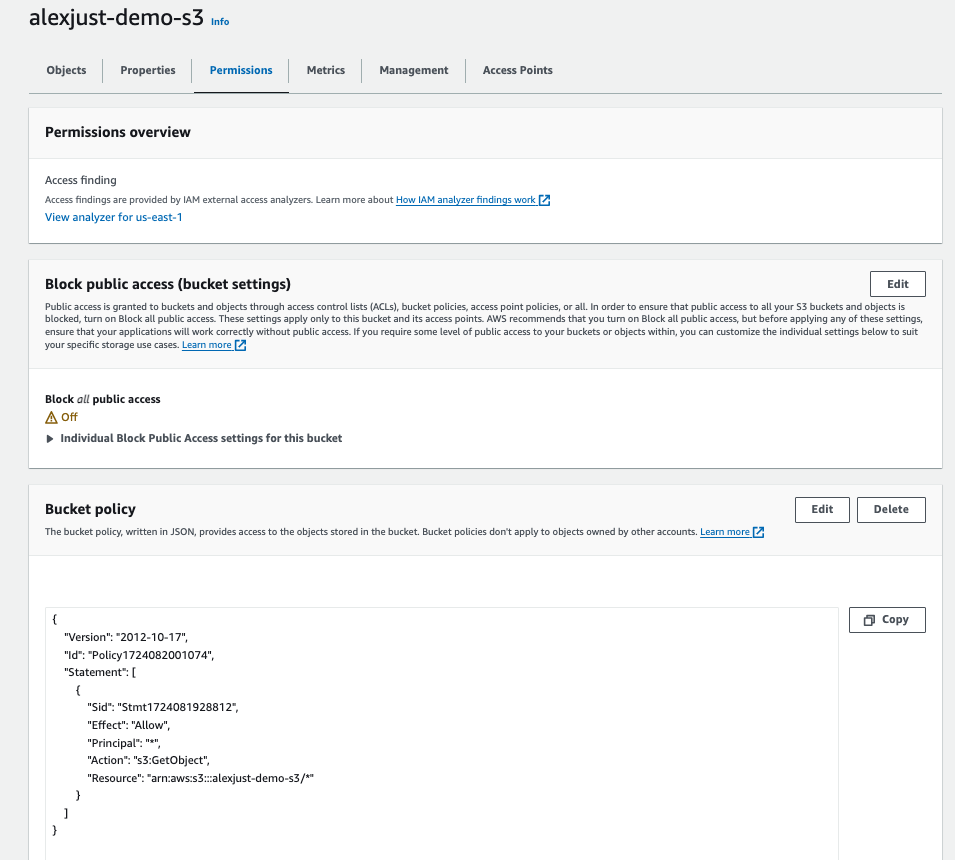 alexjust-demo-s3 Info
Objects Properties Permissions Metrics Management Access Points
Permissions overview
Access finding
Access findings are provided by IAM external access analyzers. Learn more about How IAM analyzer findings work
View analyzer for us-east-1
Block public access (bucket settings)
Edit
Public access is granted to buckets and objects through access control lists (ACLs), bucket policies, access point policies, or all. In order to ensure that public access to all your S3 buckets and objects is
blocked, turn on Block all public access. These settings apply only to this bucket and its access points. AWS recommends that you turn on Block all public access, but before applying any of these settings,
ensure that your applications will work correctly without public access. If you require some level of public access to your buckets or objects within, you can customize the individual settings below to suit
your specific storage use cases. Learn more
Block all public access
Off
Individual Block Public Access settings for this bucket
Bucket policy
Edit Delete
The bucket policy, written in JSON, provides access to the objects stored in the bucket. Bucket policies don't apply to objects owned by other accounts. Learn more
Copy
{
    "Version": "2012-10-17",
    "Id": "Policy1724082001074",
    "Statement": [
        {
            "Sid": "Stmt1724081928812",
            "Effect": "Allow",
            "Principal": "*",
            "Action": "s3:GetObject",
            "Resource": "arn:aws:s3:::alexjust-demo-s3/*"
        }
    ]
}